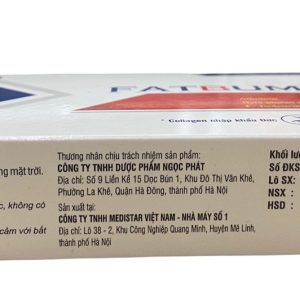 FATBUM
• Collagen nhập khẩu Đức
g mặt trời.
c, không có
cảm với bất
Thương nhân chịu trách nhiệm sản phẩm:
CÔNG TY TNHH DƯỢC PHẨM NGỌC PHÁT
Địa chỉ: Số 9 Liền Kề 15 Dọc Bún 1, Khu Đô Thị Văn Khê,
Phường La Khê, Quận Hà Đông, thành phố Hà Nội
Sản xuất tại:
CÔNG TY TNHH MEDISTAR VIỆT NAM - NHÀ MÁY SỐ 1
Địa chỉ: Lô 38 - 2, Khu Công Nghiệp Quang Minh, Huyện Mê Linh,
thành phố Hà Nội.
Khối lư
Số ĐKS
Lô SX:
NSX :
HSD :